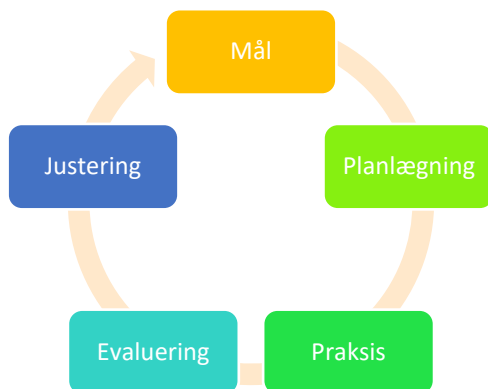 Mål
Planlægning
Praksis
Evaluering
Justering